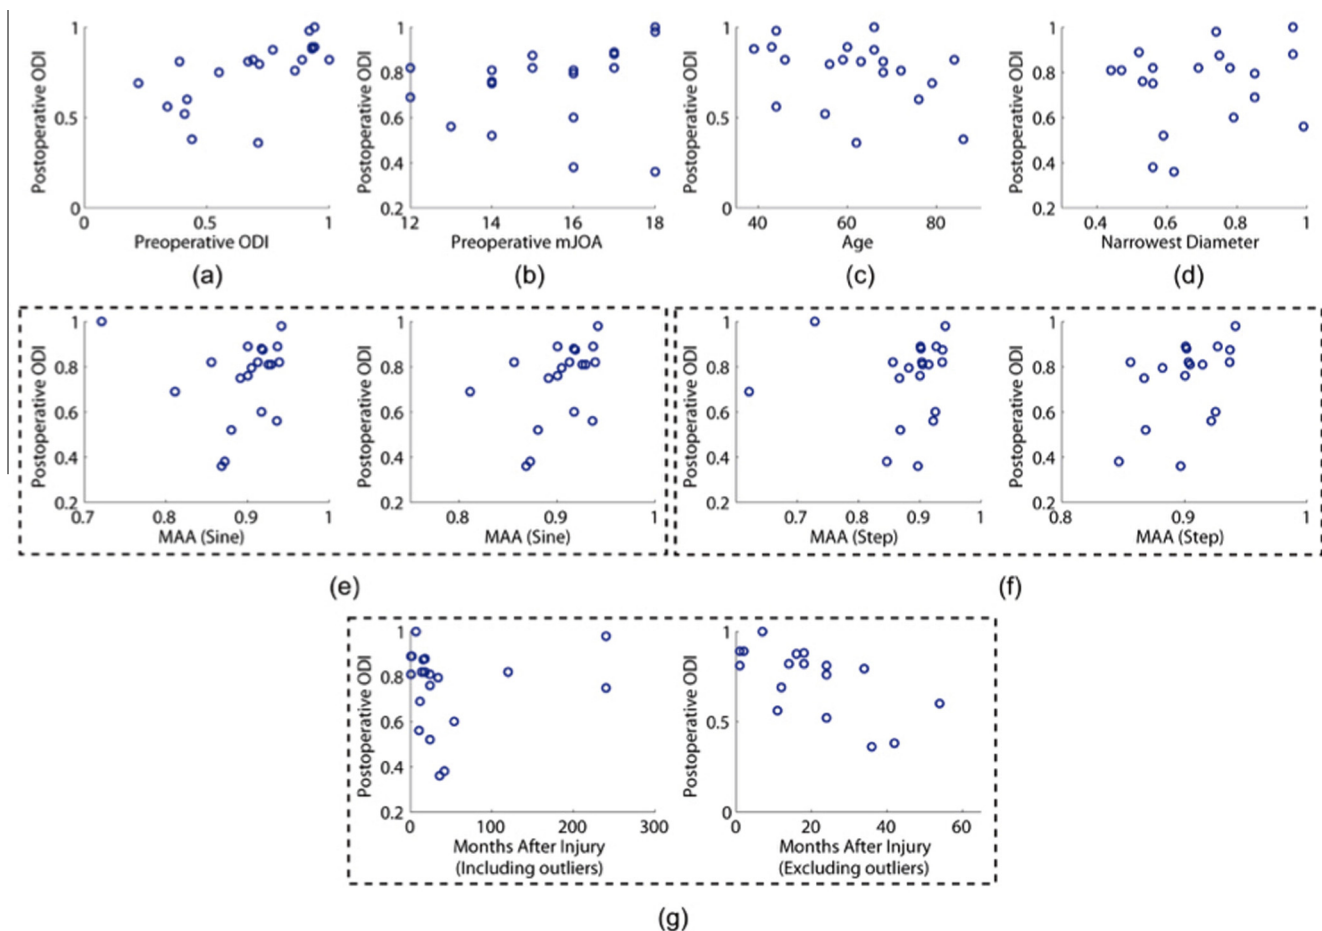 Postoperative ODI
1
0.5
0
0
0.5
1
Preoperative ODI
(a)
Postoperative ODI
1
0.8
0.6
0.4
0.2
12
14
16
18
Preoperative mJOA
(b)
Postoperative ODI
1
0.5
0
40
60
80
Age
(c)
Postoperative ODI
1
0.8
0.6
0.4
0.2
0.4
0.6
0.8
1
Narrowest Diameter
(d)
Postoperative ODI
1
0.8
0.6
0.4
0.2
0.7
0.8
0.9
1
MAA (Sine)
Postoperative ODI
1
0.8
0.6
0.4
0.2
0.8
0.9
1
MAA (Sine)
(e)
Postoperative ODI
1
0.8
0.6
0.4
0.2
0.7
0.8
0.9
1
MAA (Step)
Postoperative ODI
1
0.8
0.6
0.4
0.2
0.8
0.9
1
MAA (Step)
(f)
Postoperative ODI
1
0.8
0.6
0.4
0.2
0
100
200
300
Months After Injury
(Including outliers)
Postoperative ODI
1
0.5
0
0
20
40
60
Months After Injury
(Excluding outliers)
(g)